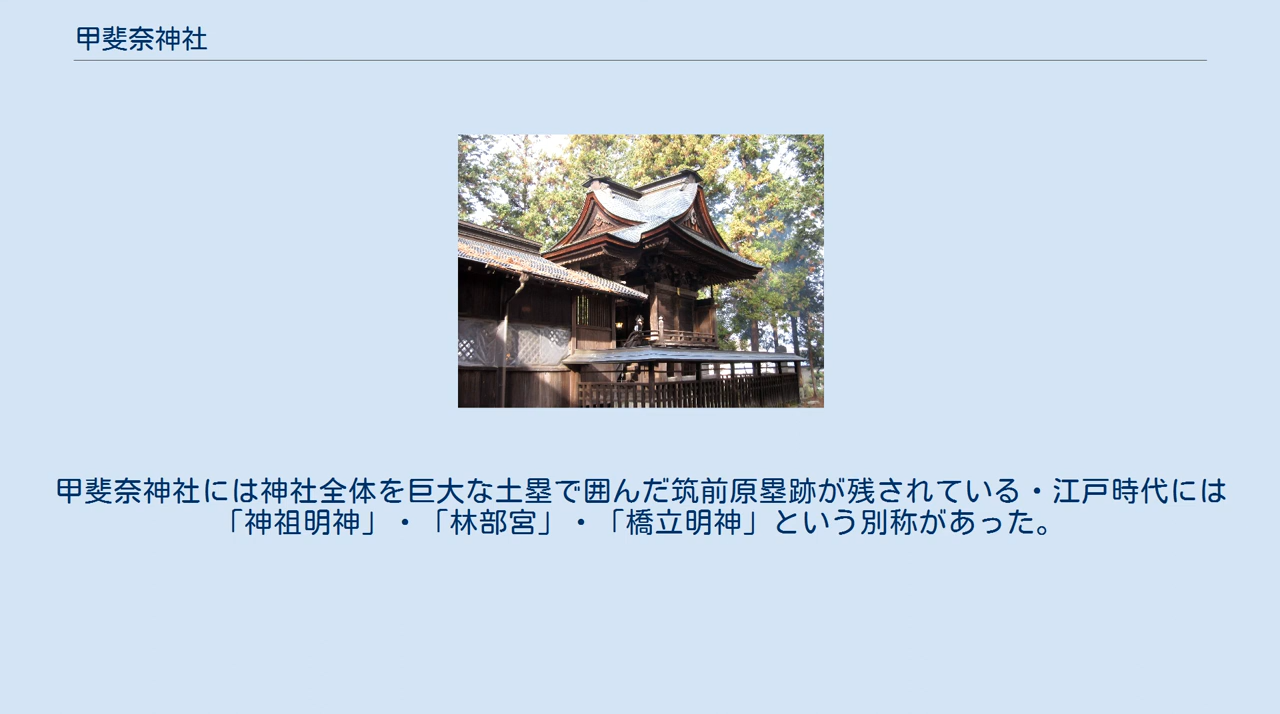 甲斐奈神社
甲斐奈神社には神社全体を巨大な土塁で囲んだ筑前原塁跡が残されている・江戸時代には
「神祖明神」・「林部宮」・「橋立明神」という別称があった。